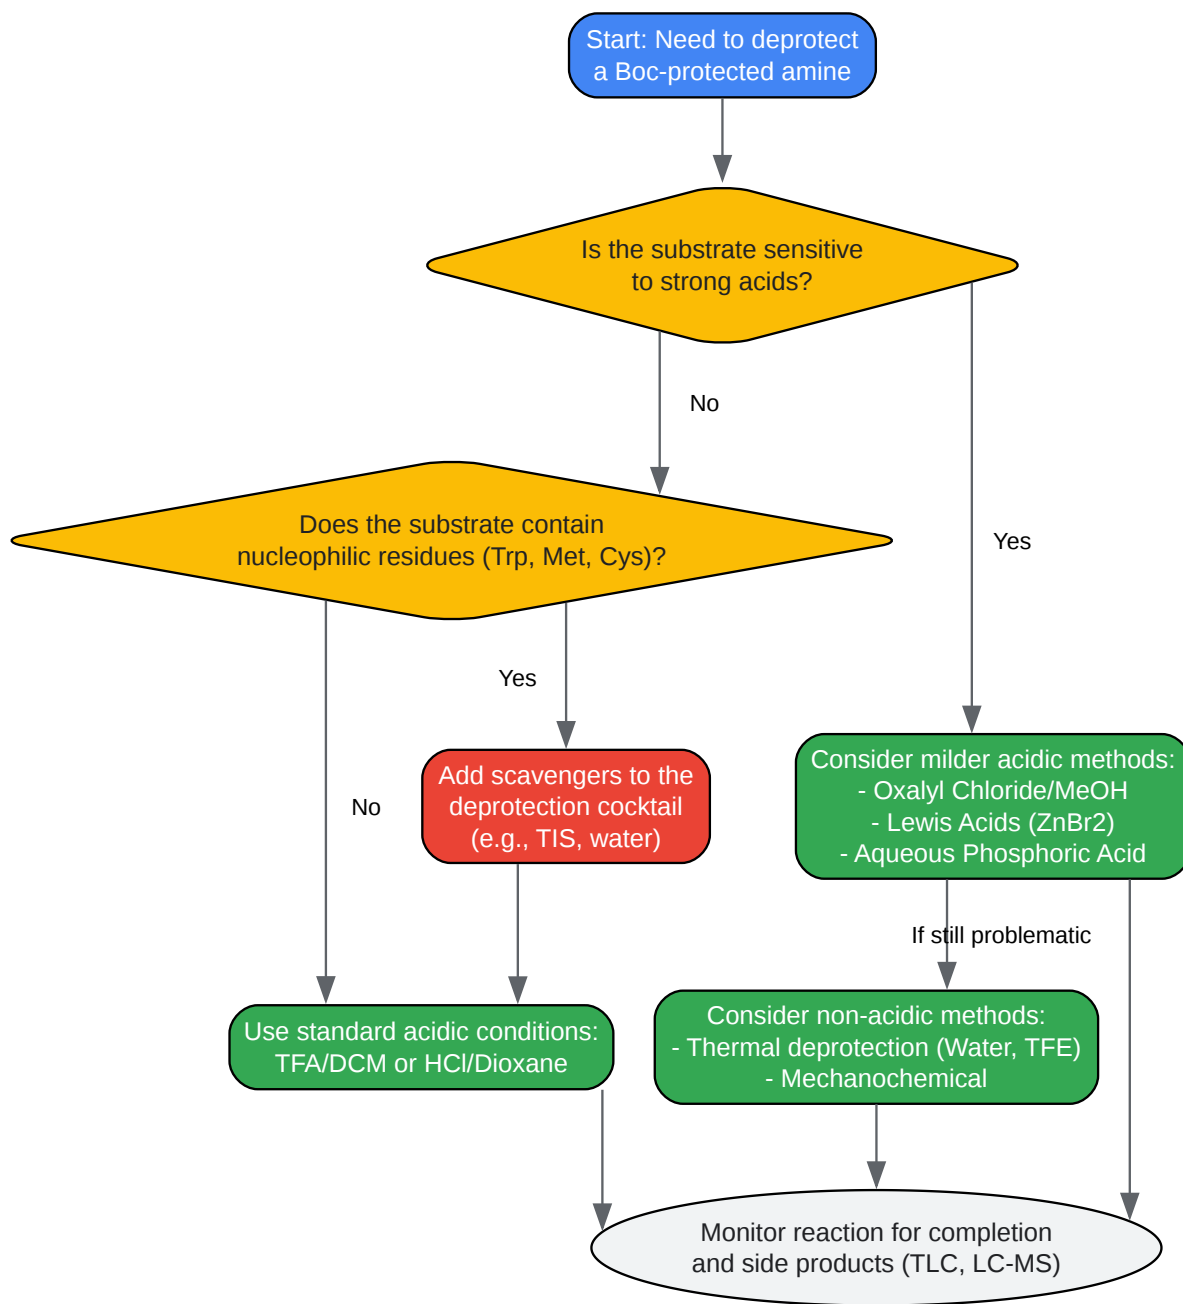 Start: Need to deprotect
a Boc-protected amine
Is the substrate sensitive
to strong acids?
No
Does the substrate contain
nucleophilic residues (Trp, Met, Cys)?
Yes
Yes
Add scavengers to the
deprotection cocktail
(e.g., TIS, water)
Consider milder acidic methods:
- Oxalyl Chloride/MeOH
- Lewis Acids (ZnBr2)
- Aqueous Phosphoric Acid
No
If still problematic
Use standard acidic conditions:
TFA/DCM or HCl/Dioxane
Consider non-acidic methods:
- Thermal deprotection (Water, TFE)
- Mechanochemical
Monitor reaction for completion
and side products (TLC, LC-MS)